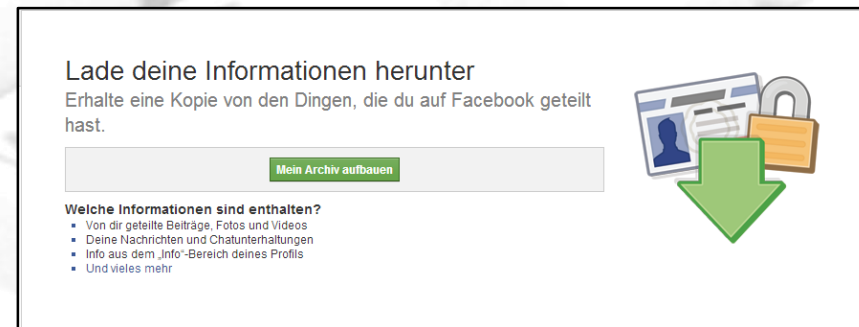 Lade deine Informationen herunter
Erhalte eine Kopie von den Dingen, die du auf Facebook geteilt
hast.
Mein Archiv aufbauen
Welche Informationen sind enthalten?
Von dir geteilte Beiträge, Fotos und Videos
Deine Nachrichten und Chatunterhaltungen
Info aus dem „Info“-Bereich deines Profils
Und vieles mehr